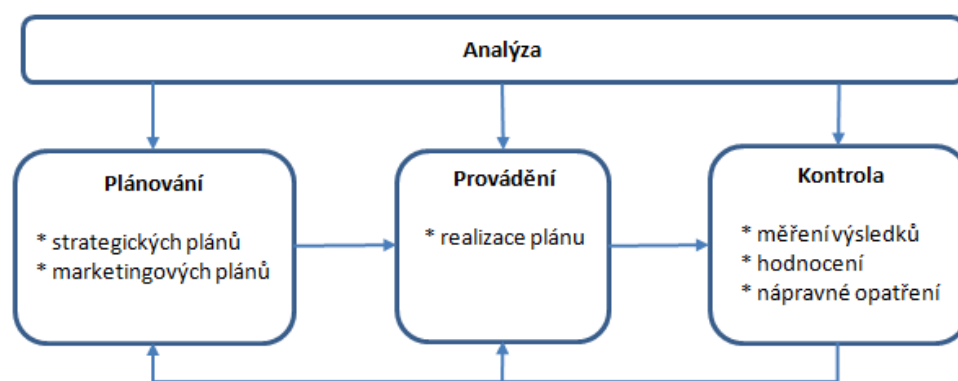 Analýza
Plánování
* strategických plánů
* marketingových plánů
Provádění
* realizace plánu
Kontrola
* měření výsledků
* hodnocení
* nápravné opatření